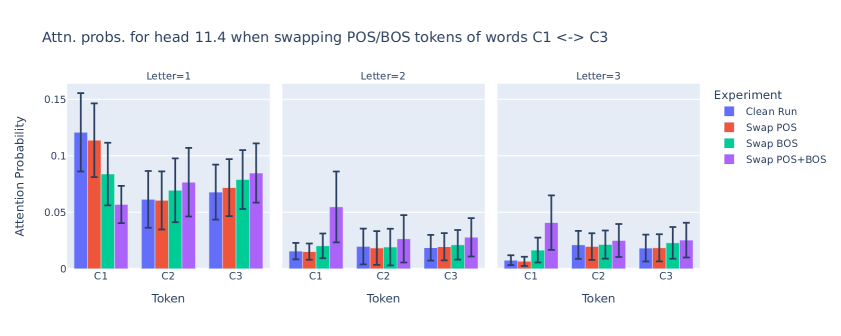 Attn. probs. for head 11.4 when swapping POS/BOS tokens of words C1 <-> C3
Letter=1
Letter=2
Letter=3
Attention Probability
0.15
0.1
0.05
0
C1
C2
C3
C1
C2
C3
C1
C2
C3
Token
Token
Token
Experiment
Clean Run
Swap POS
Swap BOS
Swap POS+BOS